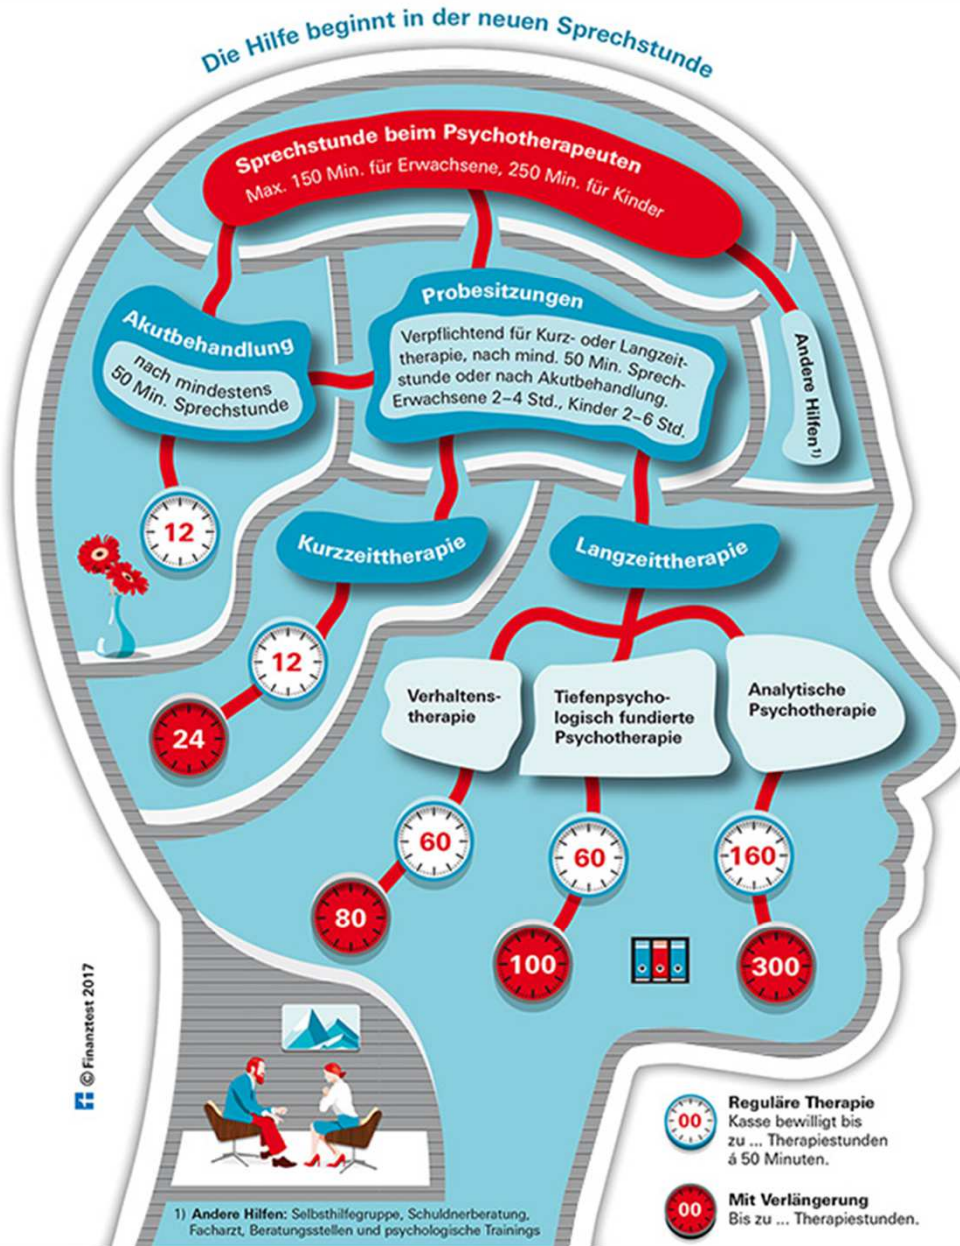 Die Hilfe beginnt in der neuen Sprechstunde
Sprechstunde beim Psychotherapeuten
Max. 150 Min. für Erwachsene, 250 Min. für Kinder
Akutbehandlung
nach mindestens
50 Min. Sprechstunde
Probesitzungen
Verpflichtend für Kurz- oder Langzeit-
therapie, nach mind. 50 Min. Sprech-
stunde oder nach Akutbehandlung.
Erwachsene 2–4 Std., Kinder 2–6 Std.
Andere Hilfen1)
12
Kurzzeittherapie
12
24
Langzeittherapie
Verhaltens-
therapie
60
80
Tiefenpsycho-
logisch fundierte
Psychotherapie
60
100
Analytische
Psychotherapie
160
300
© Finanztest 2017
00
Reguläre Therapie
Kasse bewilligt bis
zu ... Therapiestunden
á 50 Minuten.
00
Mit Verlängerung
Bis zu ... Therapiestunden.
1) Andere Hilfen: Selbsthilfegruppe, Schuldnerberatung,
Facharzt, Beratungsstellen und psychologische Trainings